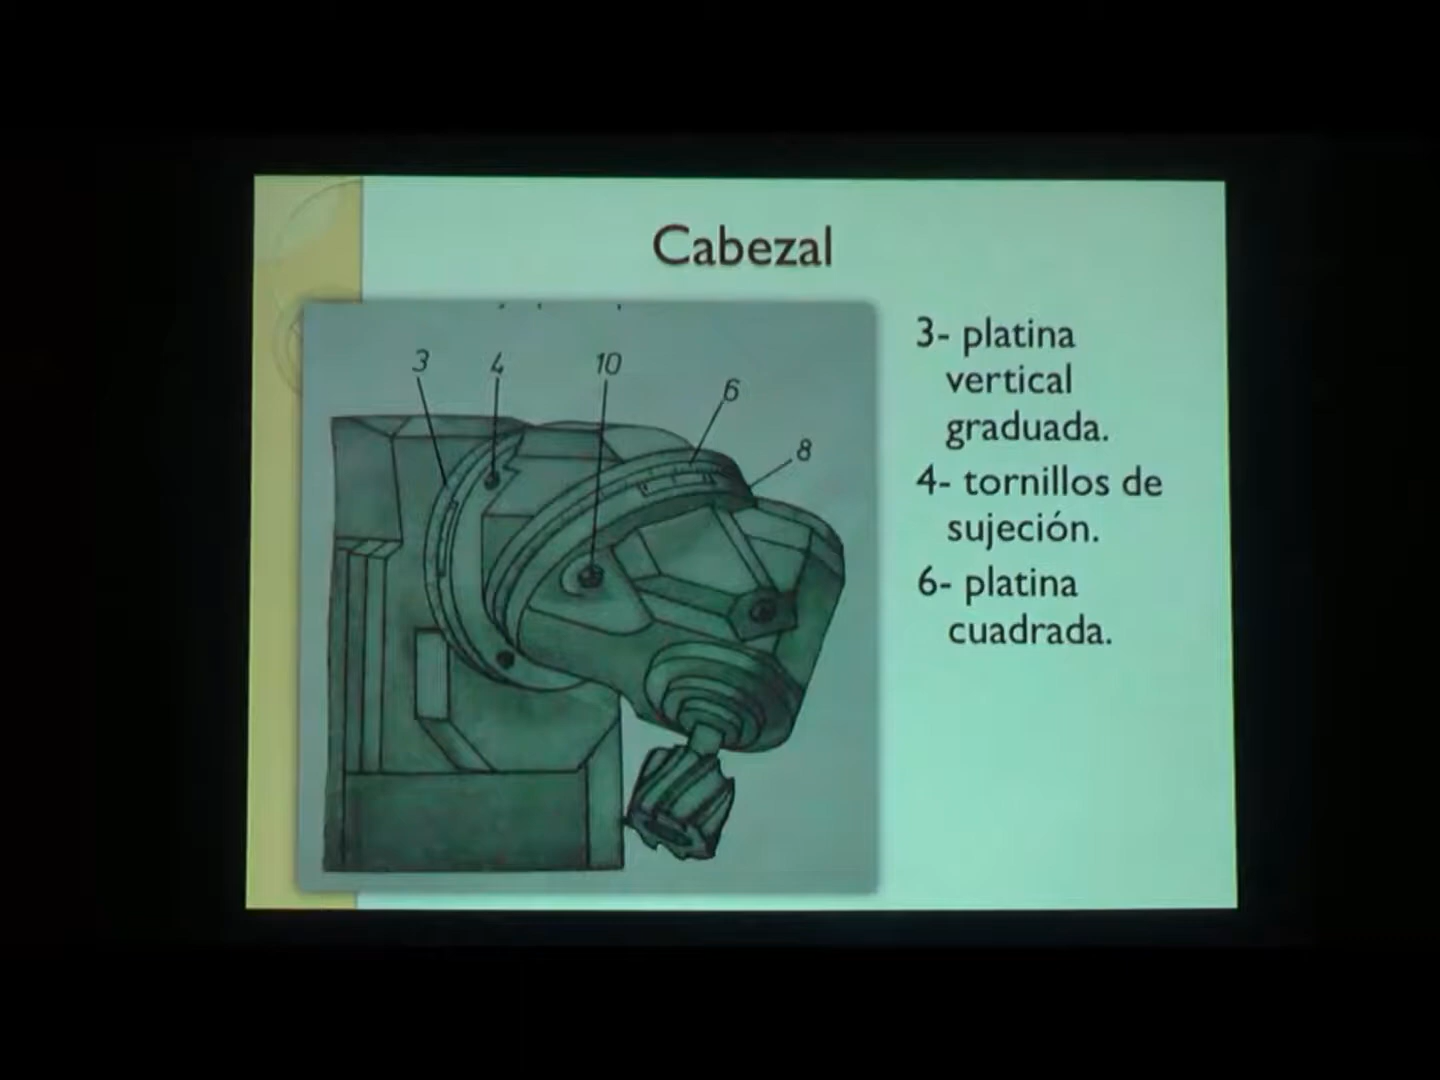 Cabezal
3 4 10
6
8
3- platina
vertical
graduada.
4- tornillos de
sujeción.
6- platina
cuadrada.